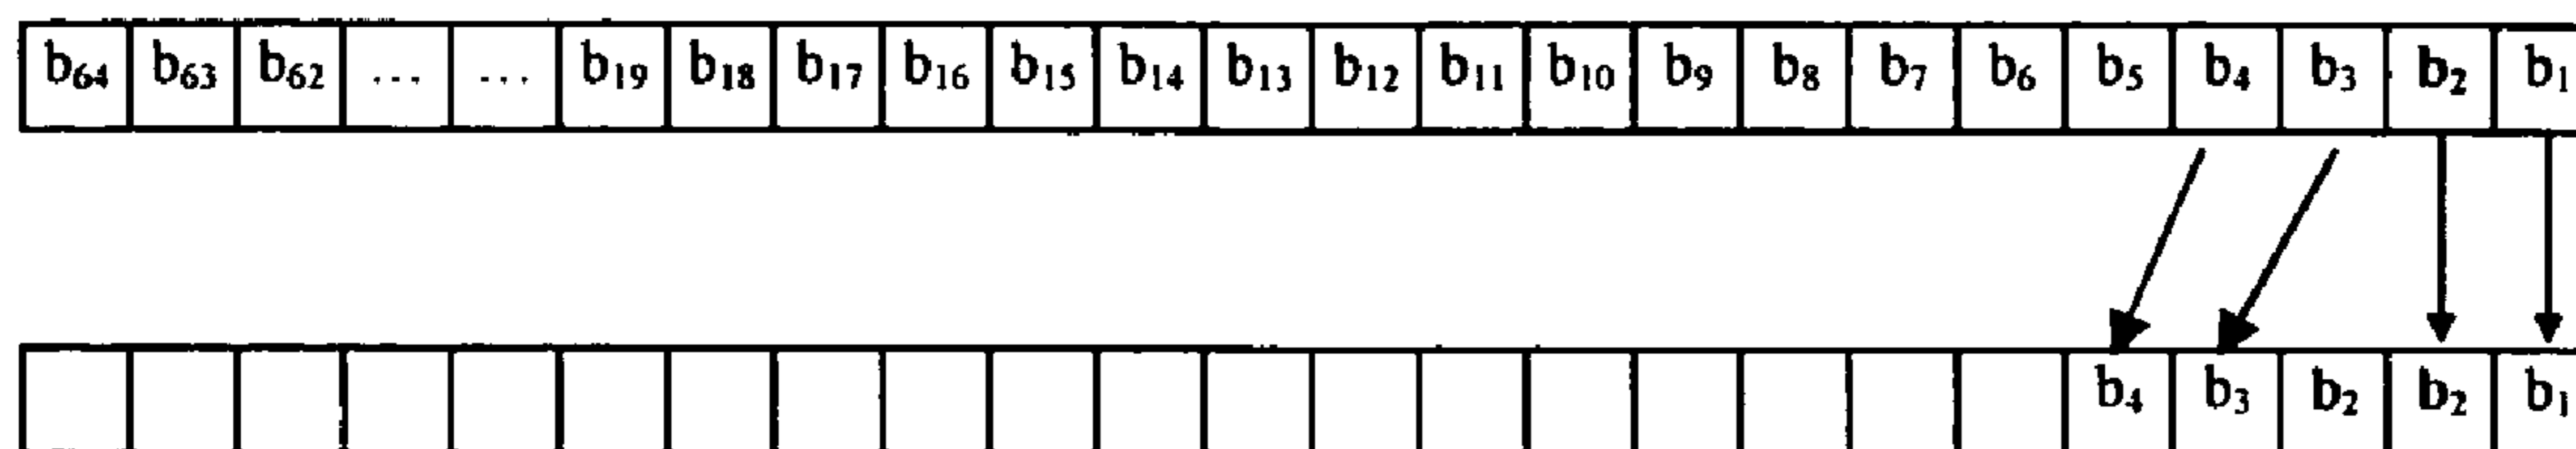 b₆₄ b₆₃ b₆₂ ... ... b₁₉ b₁₈ b₁₇ b₁₆ b₁₅ b₁₄ b₁₃ b₁₂ b₁₁ b₁₀ b₉ b₈ b₇ b₆ b₅ b₄ b₃ b₂ b₁
b₄ b₃ b₂ b₂ b₁